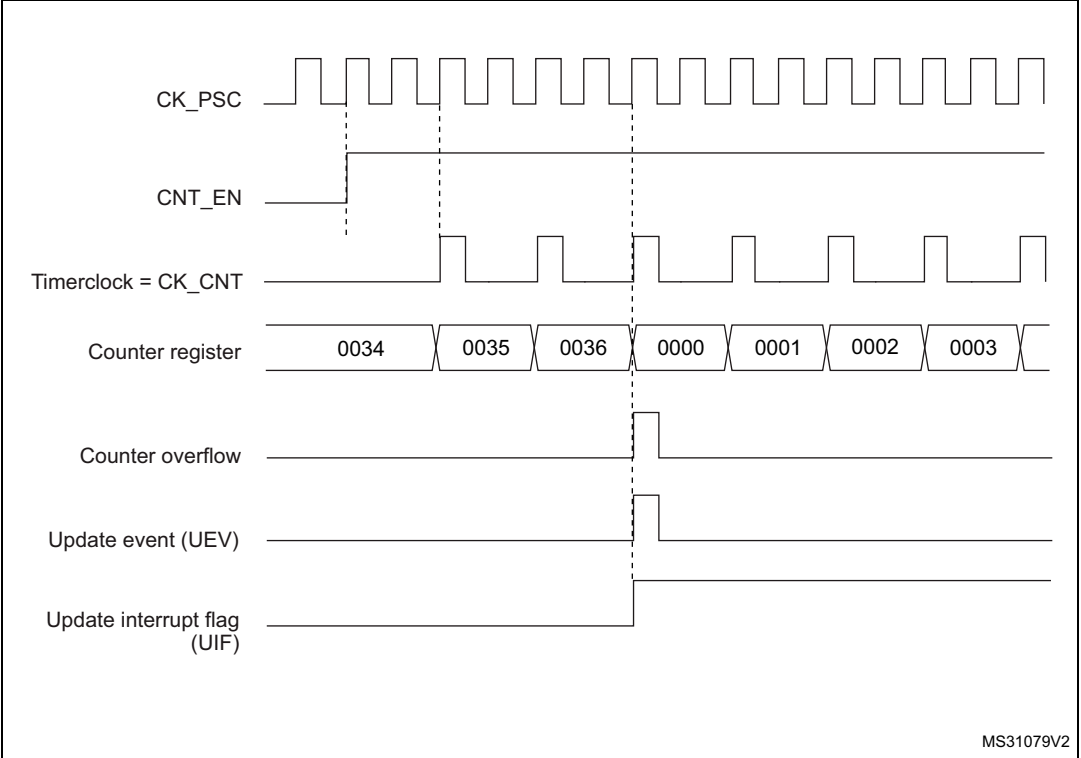 CK_PSC
CNT_EN
Timerclock = CK_CNT
Counter register
0034 0035 0036 0000 0001 0002 0003
Counter overflow
Update event (UEV)
Update interrupt flag
(UIF)
MS31079V2